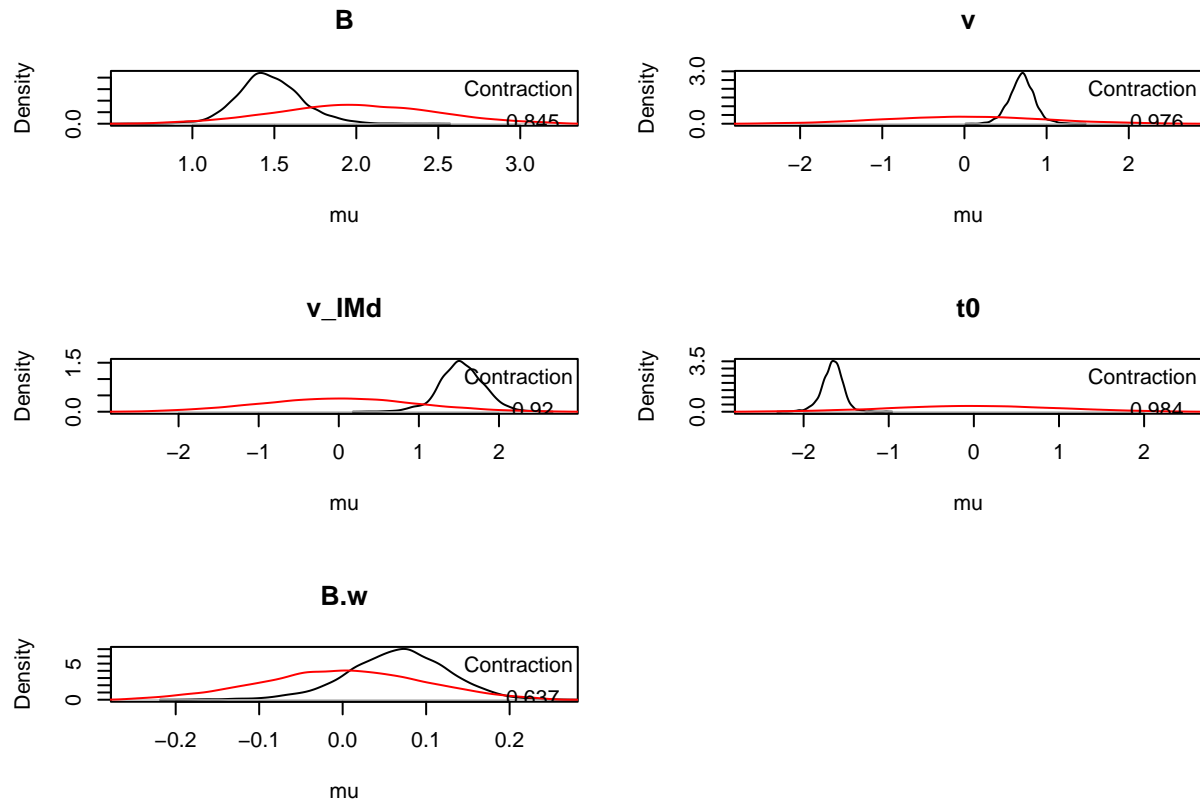 B
Density
0.0
Contraction
0.845
1.0 1.5 2.0 2.5 3.0
mu
v
Density
0.0 3.0
Contraction
0.976
−2 −1 0 1 2
mu
v_lMd
Density
0.0 1.5
Contraction
0.92
−2 −1 0 1 2
mu
t0
Density
0.0 3.5
Contraction
0.984
−2 −1 0 1 2
mu
B.w
Density
0 5
Contraction
0.637
−0.2 −0.1 0.0 0.1 0.2
mu